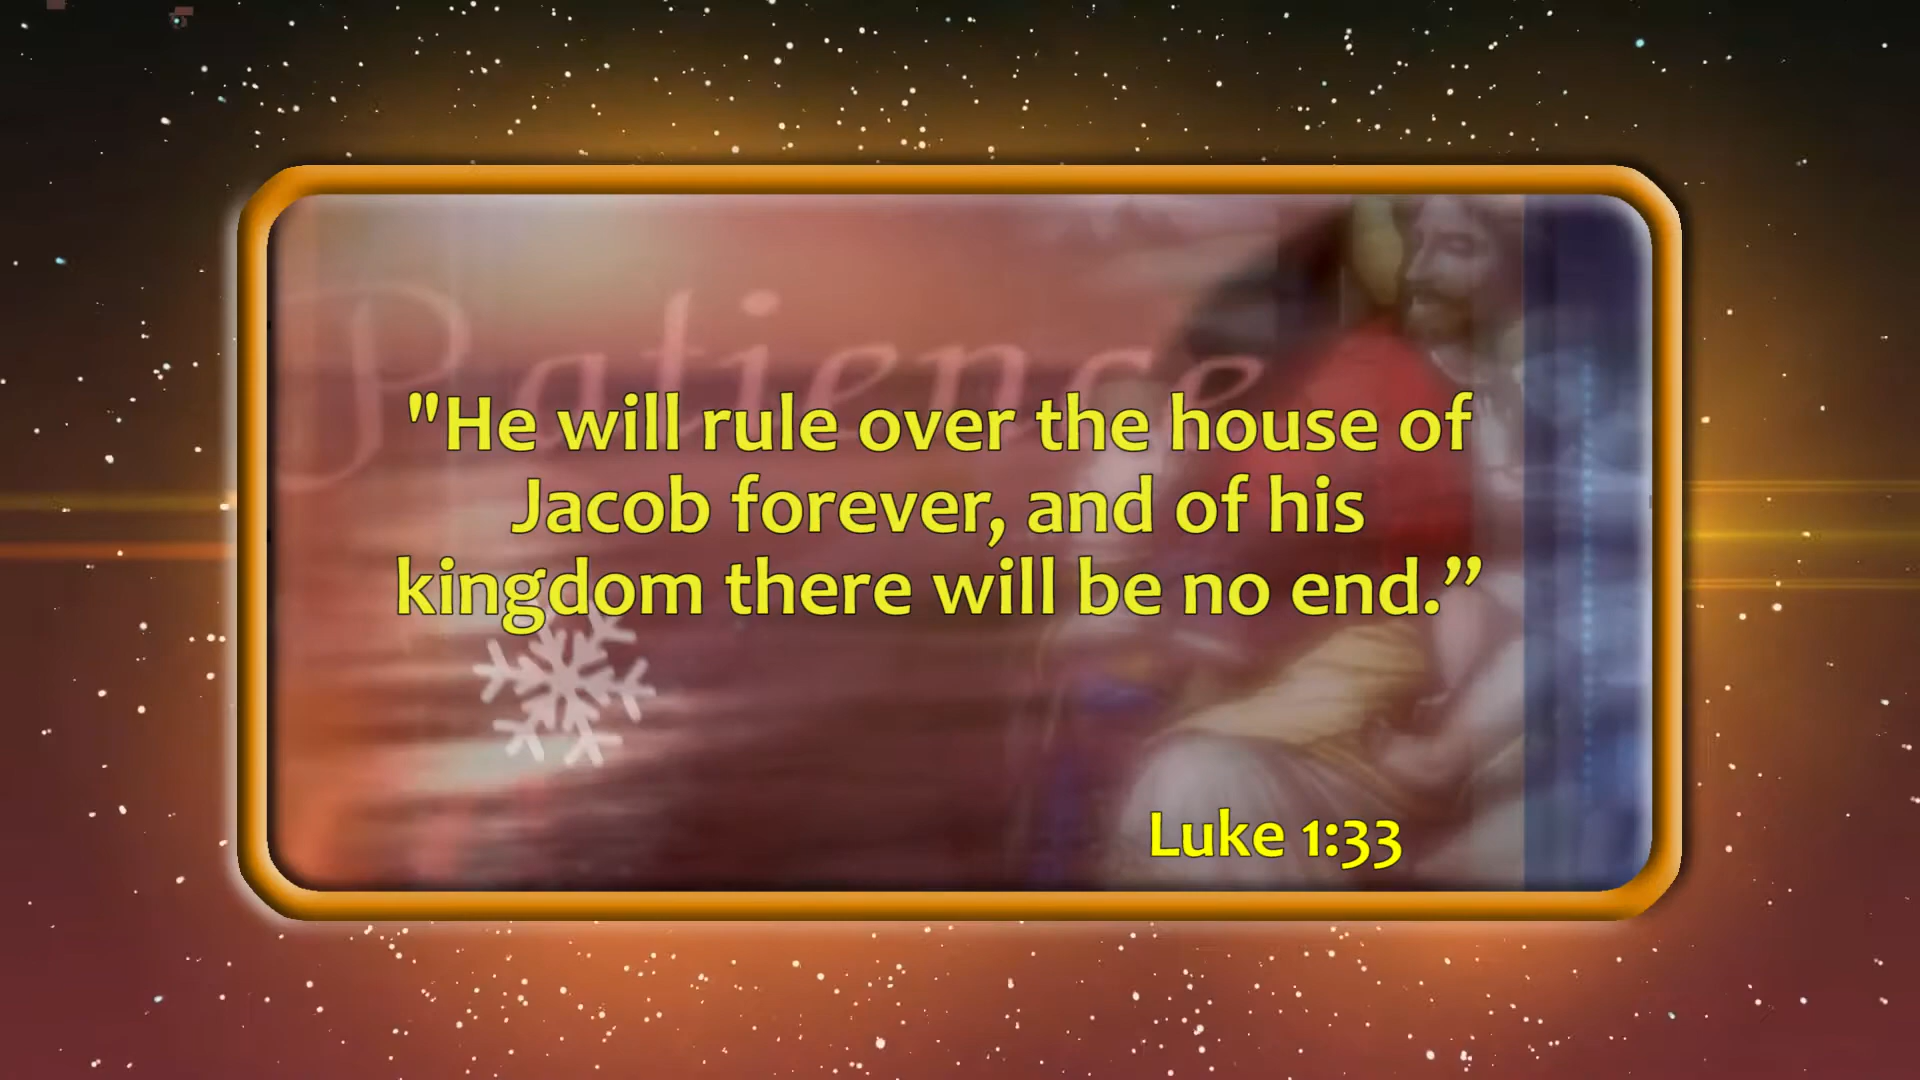 Patience
"He will rule over the house of
Jacob forever, and of his
kingdom there will be no end.”
Luke 1:33